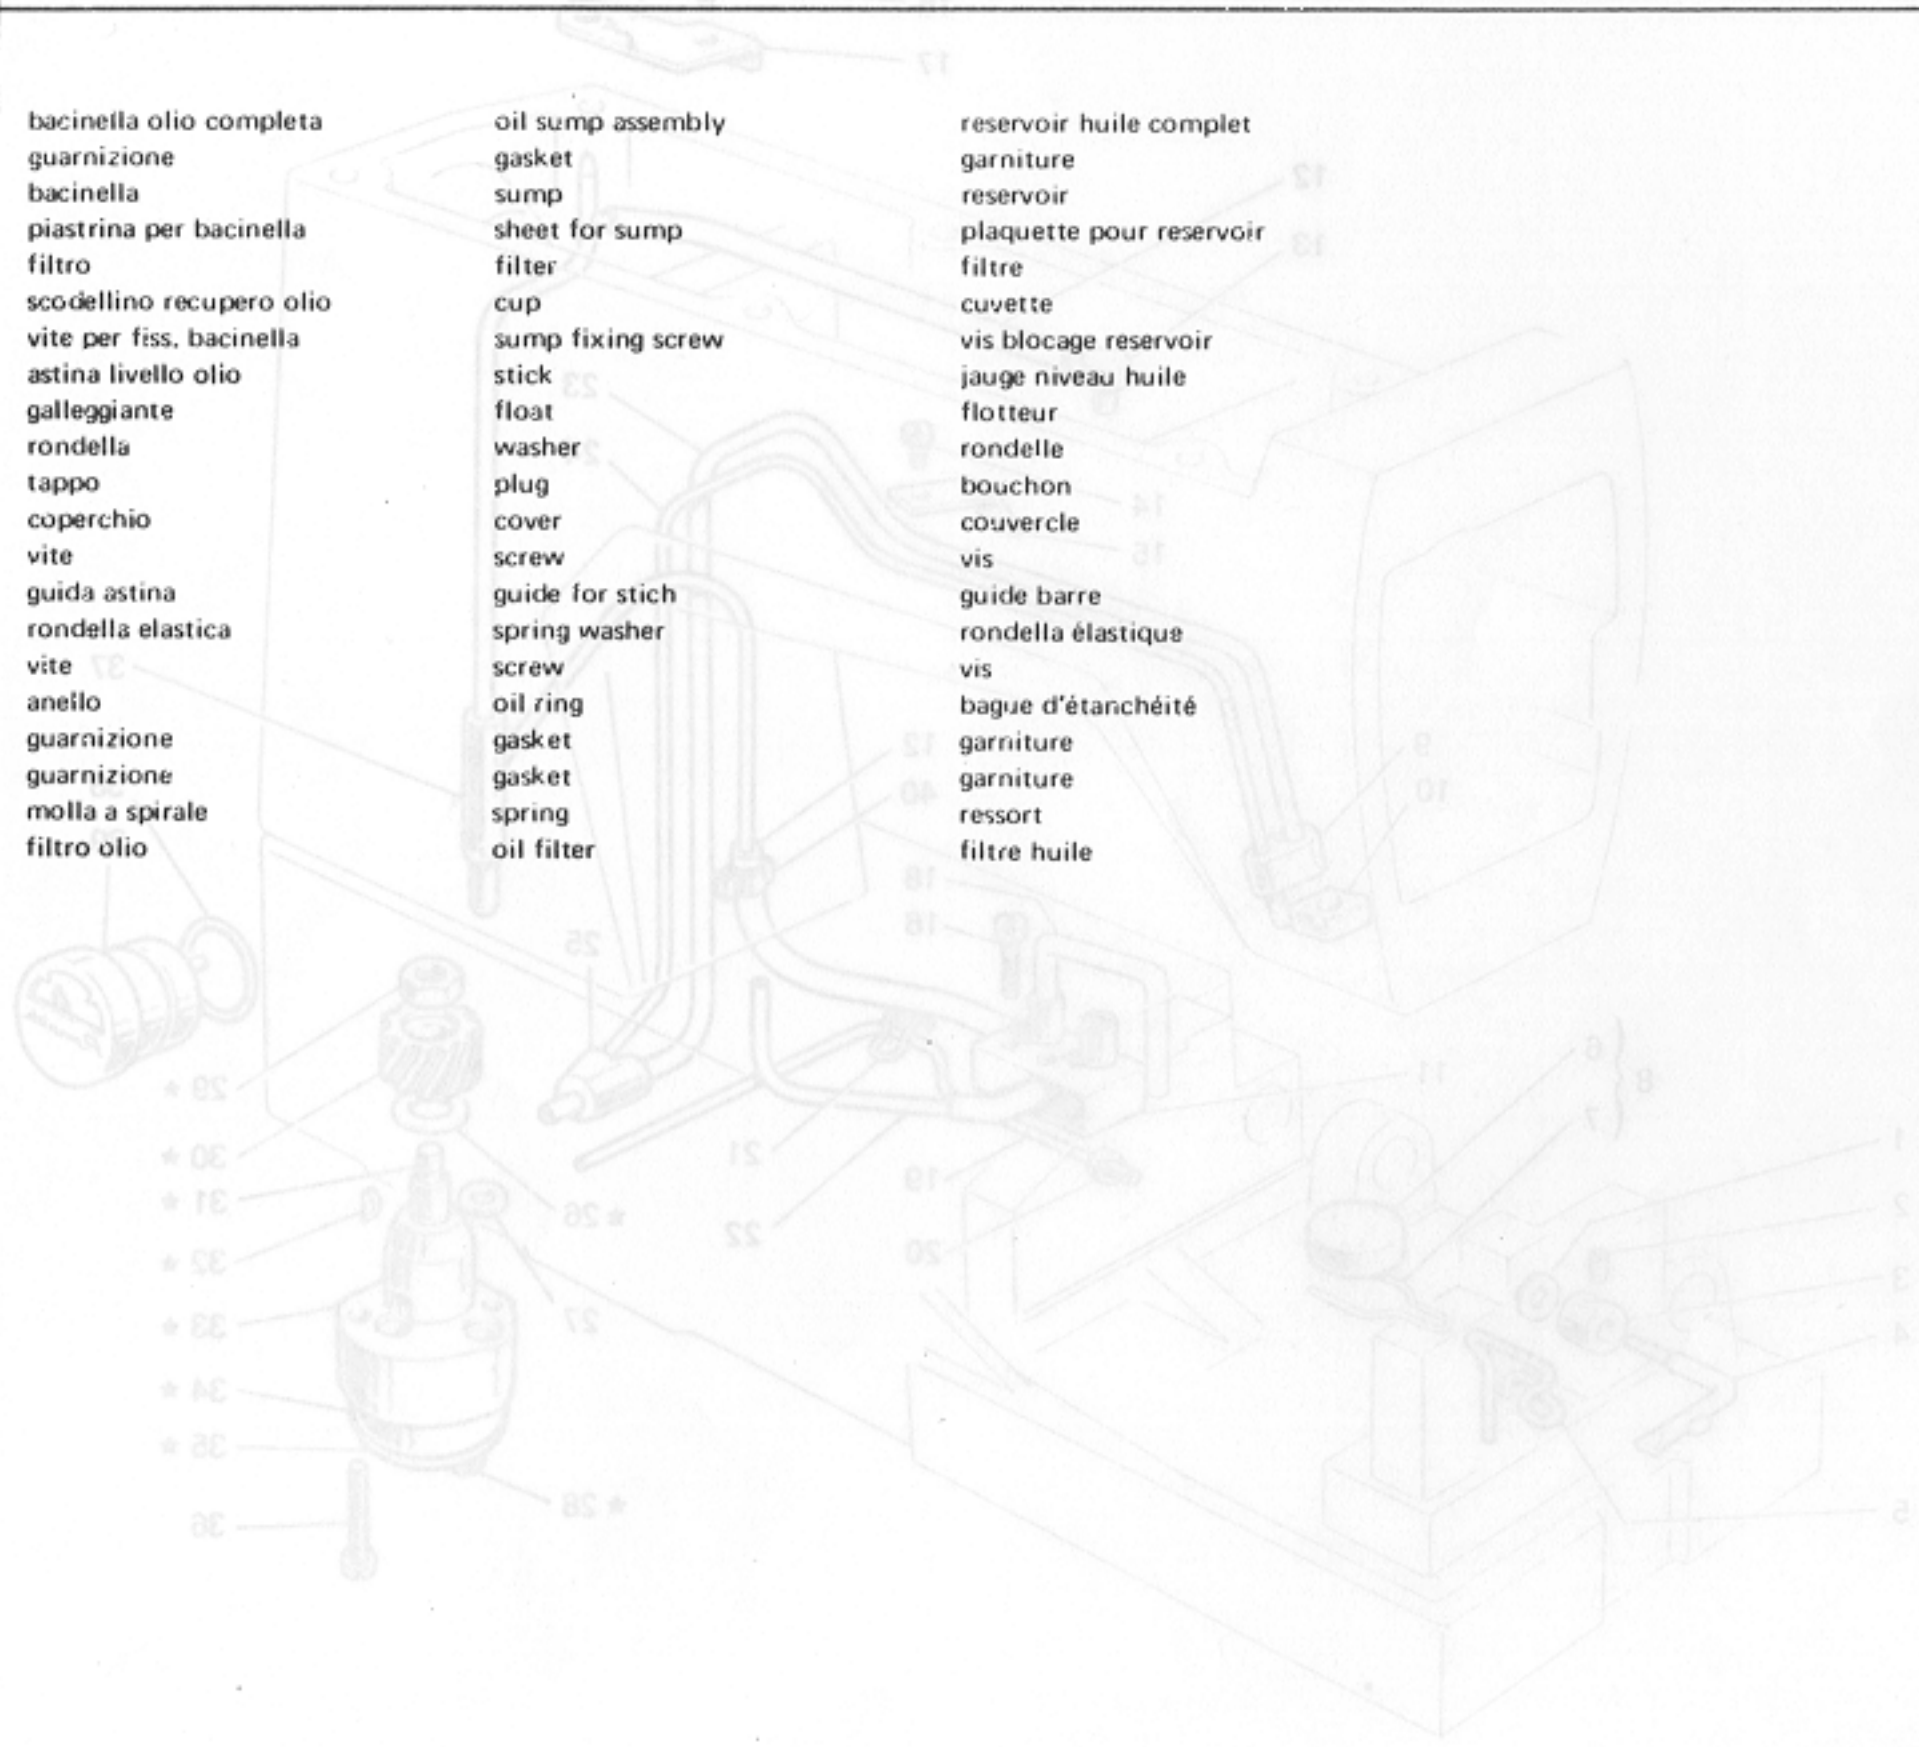 bacinella olio completa oil sump assembly reservoir huile complet
guarnizione gasket garniture
bacinella sump reservoir
piastrina per bacinella sheet for sump plaquette pour reservoir
filtro filter filtre
scodellino recupero olio cup cuvette
vite per fiss. bacinella sump fixing screw vis blocage reservoir
astina livello olio stick jauge niveau huile
galleggiante float flotteur
rondella washer rondelle
tappo plug bouchon
coperchio cover couvercle
vite screw vis
guida astina guide for stich guide barre
rondella elastica spring washer rondella élastique
vite screw vis
anello oil ring bague d'étanchéité
guarnizione gasket garniture
guarnizione gasket garniture
molla a spirale spring ressort
filtro olio oil filter filtre huile